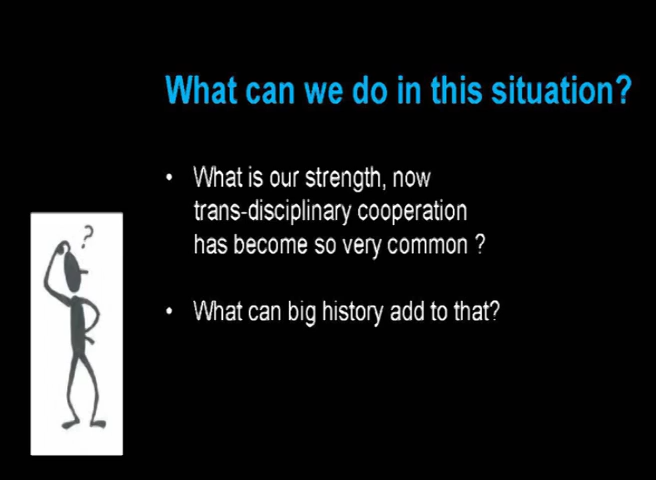 What can we do in this situation?
• What is our strength, now
trans-disciplinary cooperation
has become so very common ?
• What can big history add to that?
?